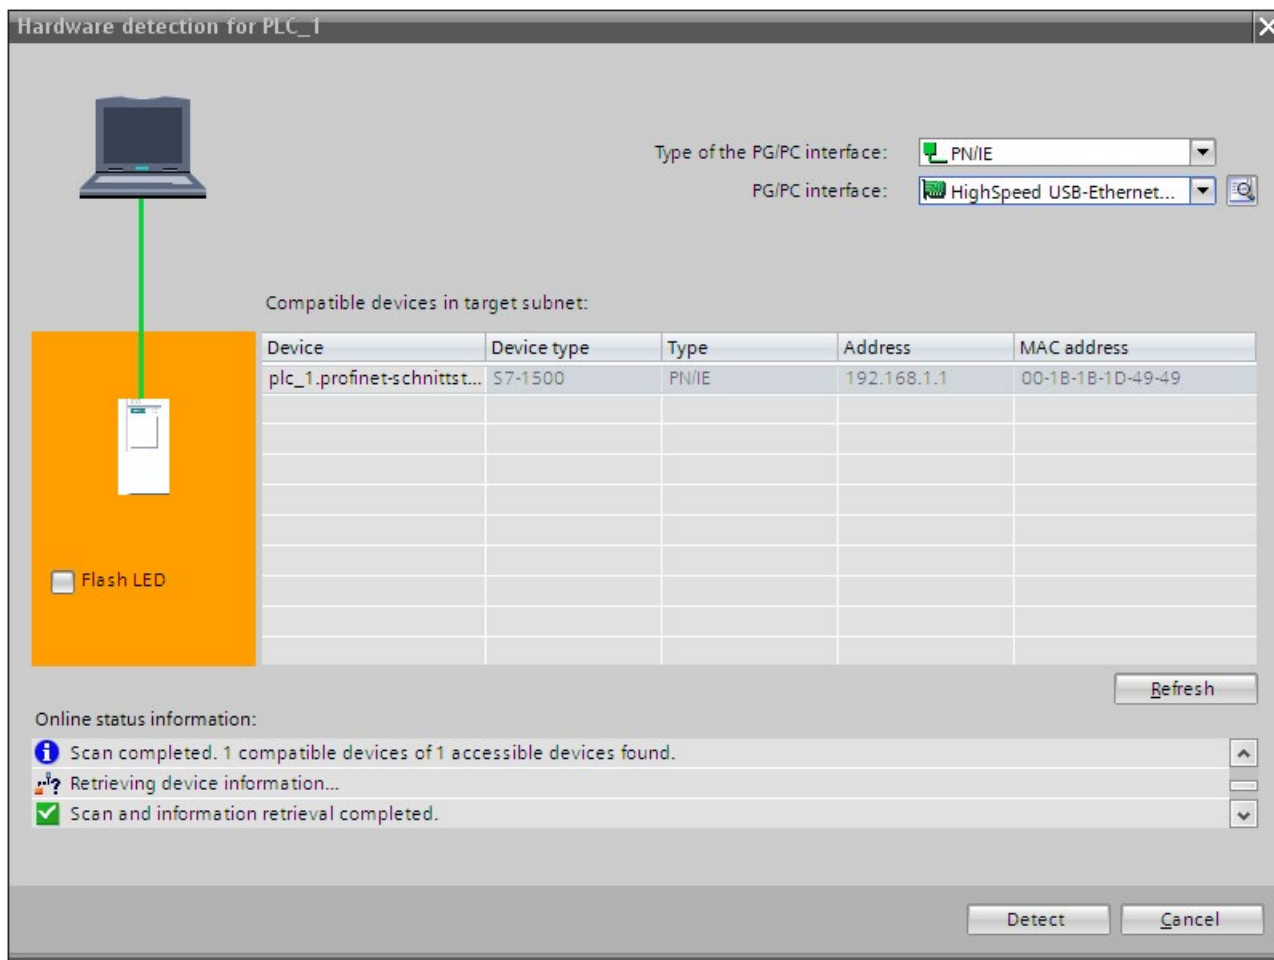 Hardware detection for PLC_1
Type of the PG/PC interface: PN/IE
PG/PC interface: HighSpeed USB-Ethernet...
Compatible devices in target subnet:
Device Device type Type Address MAC address
plc_1.profinet-schnittst... S7-1500 PN/IE 192.168.1.1 00-1B-1B-1D-49-49
Flash LED
Refresh
Online status information:
Scan completed. 1 compatible devices of 1 accessible devices found.
Retrieving device information...
Scan and information retrieval completed.
Detect Cancel